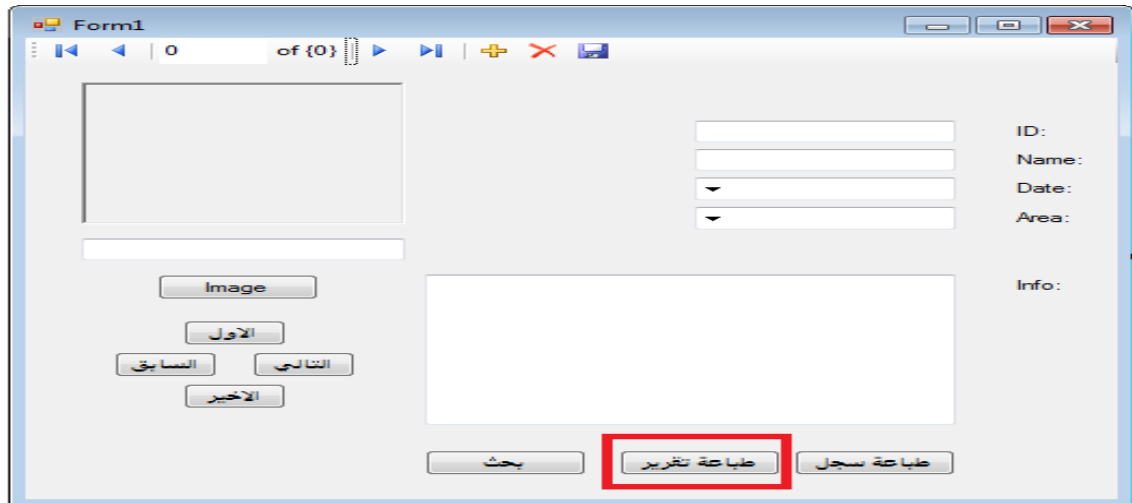 Form1
0 of {0}
ID:
Name:
Date:
Area:
Image
Info:
الاول
السابق التالي
الاخير
بحث طباعة تقرير طباعة سجل